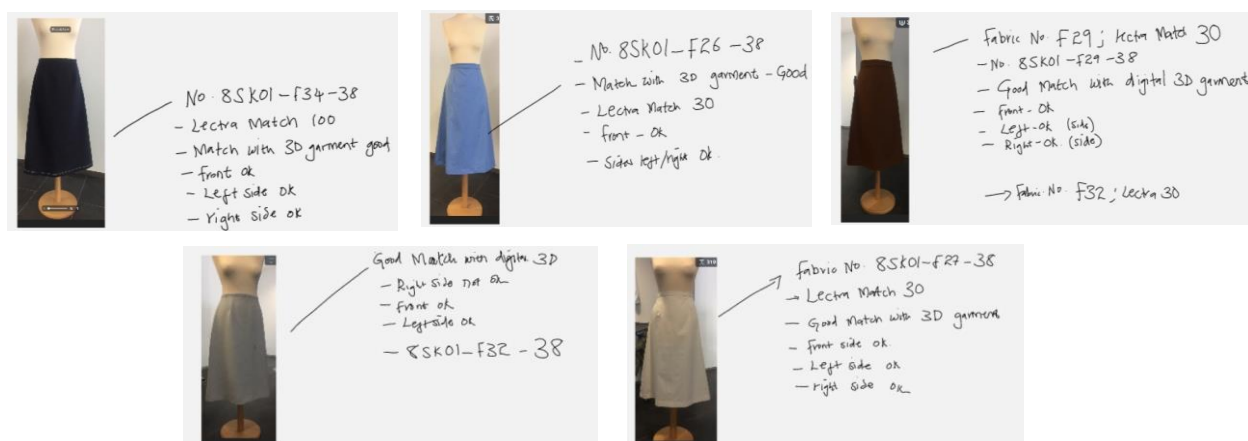 No. 8SK01-F34-38
- Lectra Match 100
- Match with 3D garment good
- Front ok
- Left side ok
- right side ok
- No. 8SK01-F26-38
- Match with 3D garment - Good
- Lectra Match 30
- front - Ok
- Sides left/right Ok.
Fabric No. F29; Lectra Match 30
- No. 8SK01-F29-38
- Good Match with digital 3D garment
- Front - Ok
- Left - Ok (side)
- Right - Ok. (side)
→ Fabric No. F32; Lectra 30
Good Match with digital 3D
- Right side not ok
- Front ok
- Left side ok
- 8SK01-F32-38
Fabric No. 8SK01-F27-38
→ Lectra Match 30
- Good Match with 3D garment
- front side ok.
- Left side ok
- right side ok